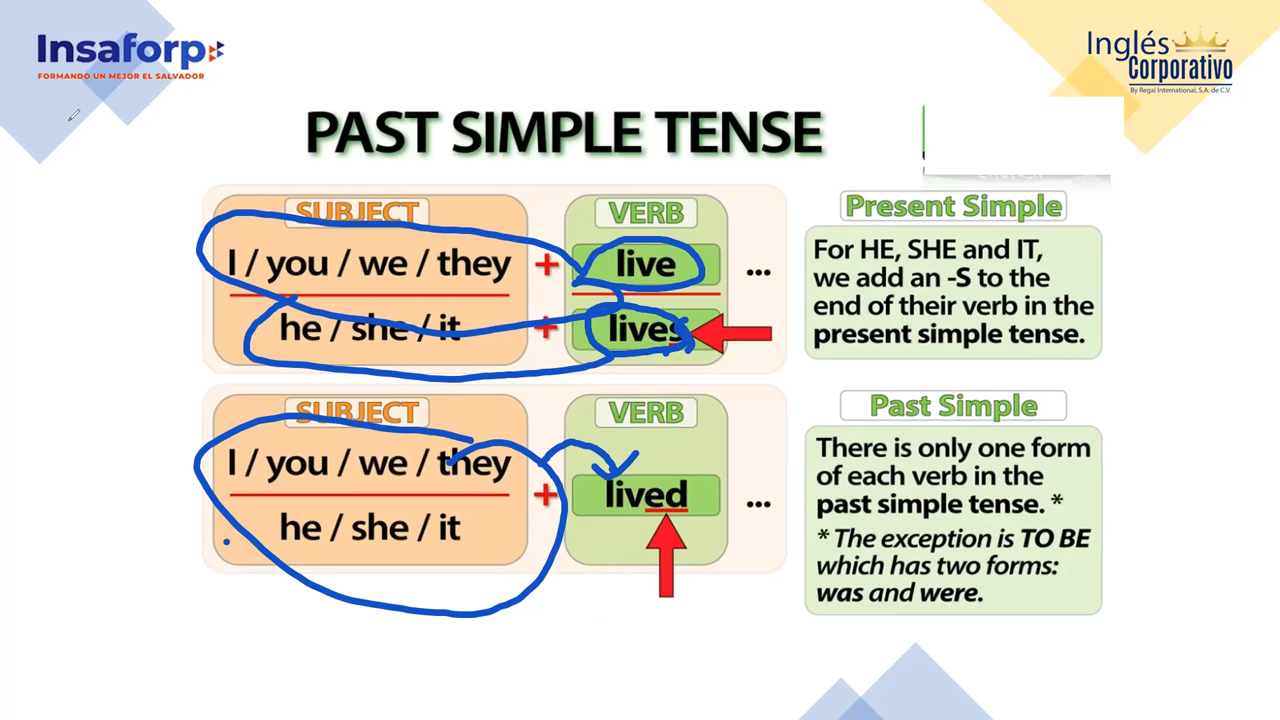 Insaforp
FORMANDO UN MEJOR EL SALVADOR
Inglés
Corporativo
By Regal International, S.A. de C.V.
PAST SIMPLE TENSE
SUBJECT
VERB
I / you / we / they + live ...
he / she / it + lives
Present Simple
For HE, SHE and IT,
we add an -S to the
end of their verb in the
present simple tense.
SUBJECT
VERB
I / you / we / they
+ lived ...
he / she / it
Past Simple
There is only one form
of each verb in the
past simple tense. *
* The exception is TO BE
which has two forms:
was and were.